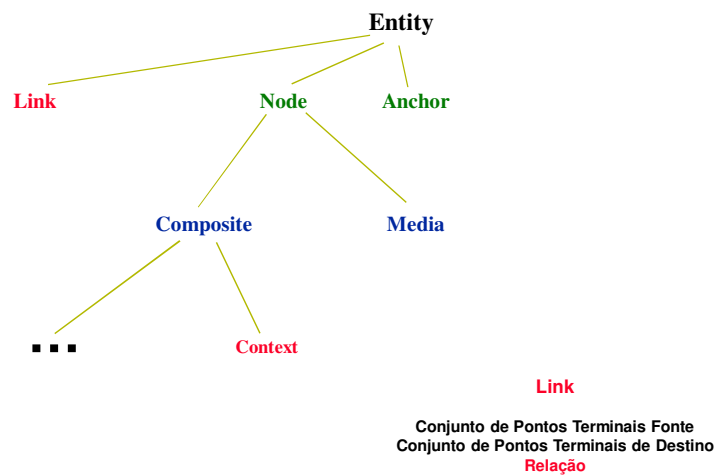 Entity
Link
Node
Anchor
Composite
Media
...
Context
Link
Conjunto de Pontos Terminais Fonte
Conjunto de Pontos Terminais de Destino
Relação